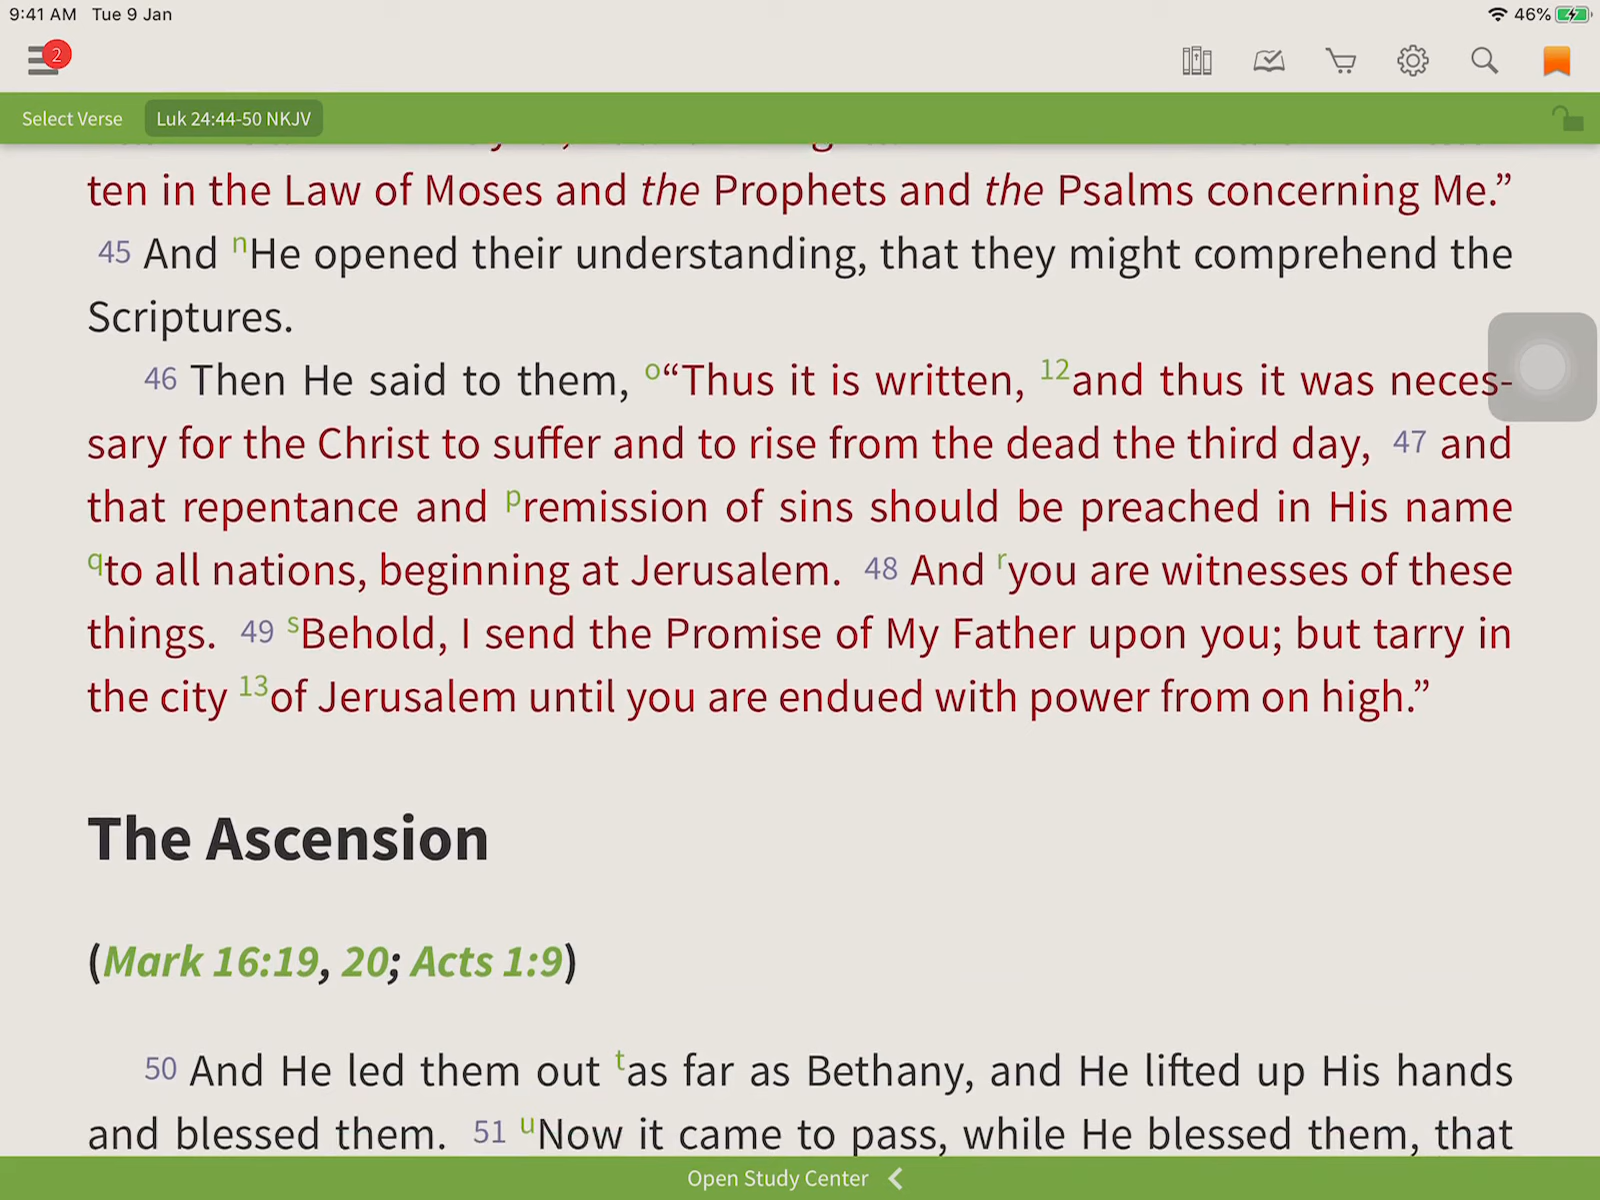 9:41 AM Tue 9 Jan 46%
2
Select Verse Luk 24:44-50 NKJV
ten in the Law of Moses and the Prophets and the Psalms concerning Me.”
45 And nHe opened their understanding, that they might comprehend the
Scriptures.
46 Then He said to them, o“Thus it is written, 12and thus it was neces-
sary for the Christ to suffer and to rise from the dead the third day, 47 and
that repentance and premission of sins should be preached in His name
qto all nations, beginning at Jerusalem. 48 And ryou are witnesses of these
things. 49 sBehold, I send the Promise of My Father upon you; but tarry in
the city 13of Jerusalem until you are endued with power from on high.”
The Ascension
(Mark 16:19, 20; Acts 1:9)
50 And He led them out tas far as Bethany, and He lifted up His hands
and blessed them. 51 uNow it came to pass, while He blessed them, that
Open Study Center